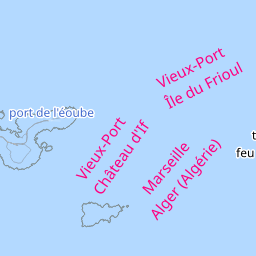 Vieux-Port
Île du Frioul
port de l'éoube
Vieux-Port
Château d'If
Marseille
Alger (Algérie)
t
feu